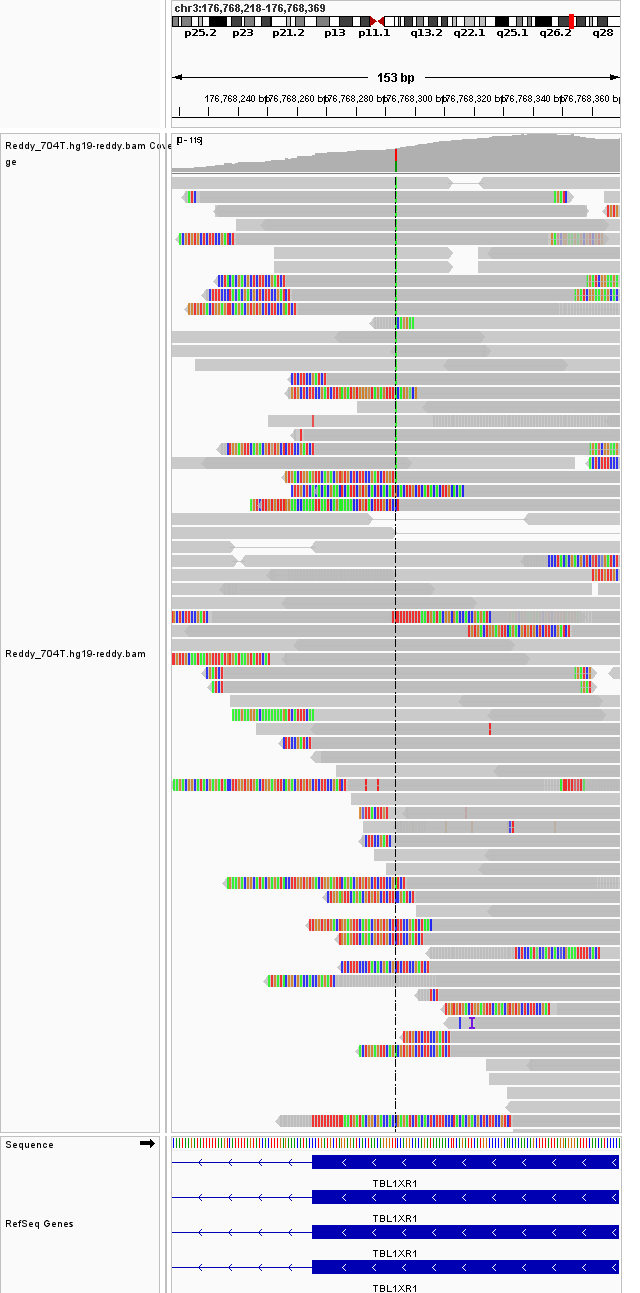 chr3:176,768,218-176,768,369
p25.2 p23 p21.2 p13 p11.1 q13.2 q22.1 q25.1 q26.2 q28
153 bp
176,768,240 bp 176,768,260 bp 176,768,280 bp 176,768,300 bp 176,768,320 bp 176,768,340 bp 176,768,360 bp
Reddy_704T.hg19-reddy.bam Cove
ge
[0 - 115]
Reddy_704T.hg19-reddy.bam
Sequence
TBL1XR1
TBL1XR1
RefSeq Genes
TBL1XR1
TBL1XR1